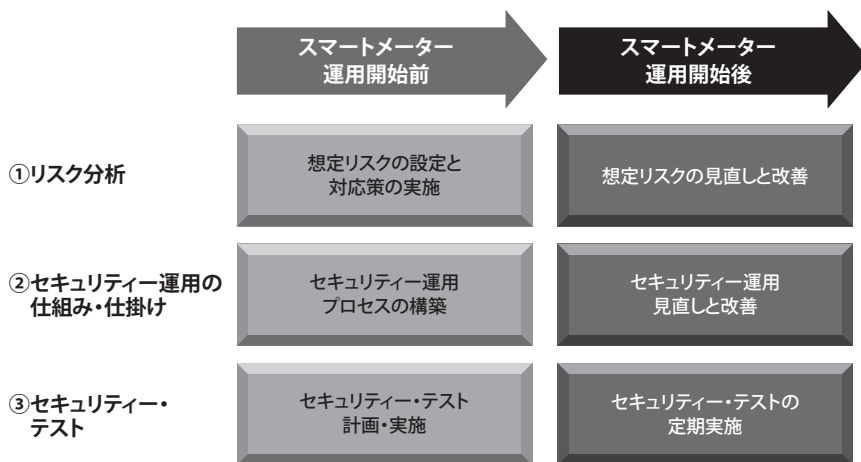 スマートメーター
運用開始前
スマートメーター
運用開始後
①リスク分析
想定リスクの設定と
対応策の実施
想定リスクの見直しと改善
②セキュリティー運用の
仕組み・仕掛け
セキュリティー運用
プロセスの構築
セキュリティー運用
見直しと改善
③セキュリティー・
テスト
セキュリティー・テスト
計画・実施
セキュリティー・テストの
定期実施